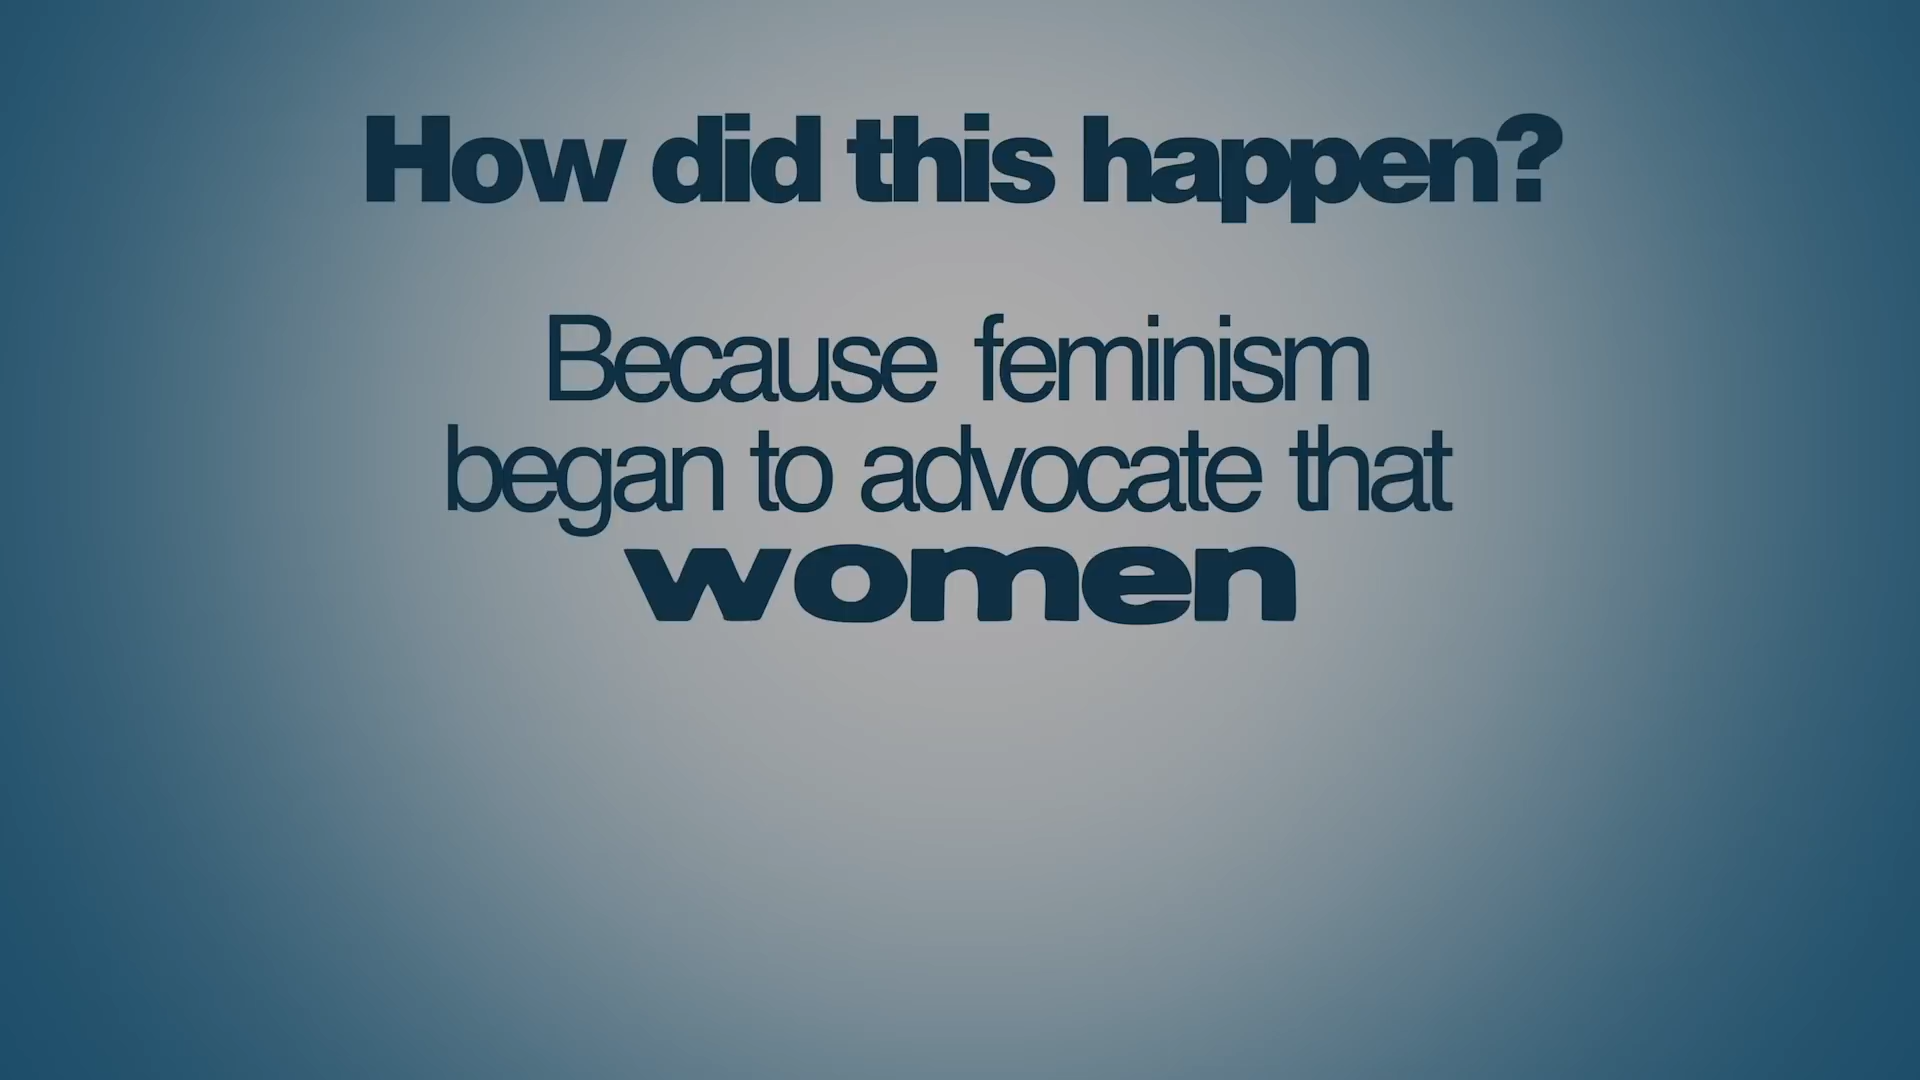 How did this happen?
Because feminism
began to advocate that
women